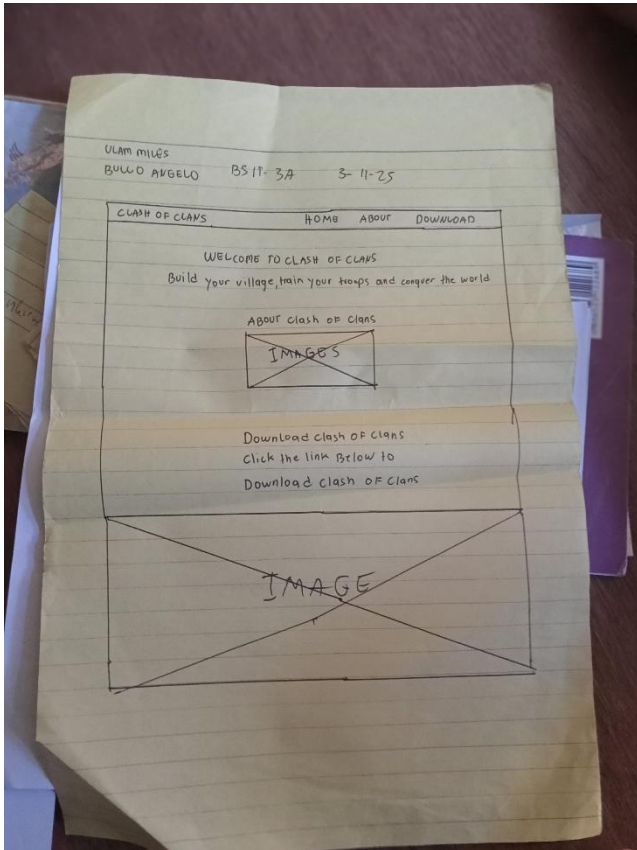 ULAM MILES
BULLO ANGELO BSIT-3A 3-11-25
CLASH OF CLANS HOME ABOUT DOWNLOAD
WELCOME TO CLASH OF CLANS
Build your village, train your troops and conquer the world
ABOUT Clash OF Clans
IMAGES
Download Clash OF Clans
Click the link Below to
Download Clash OF Clans
IMAGE